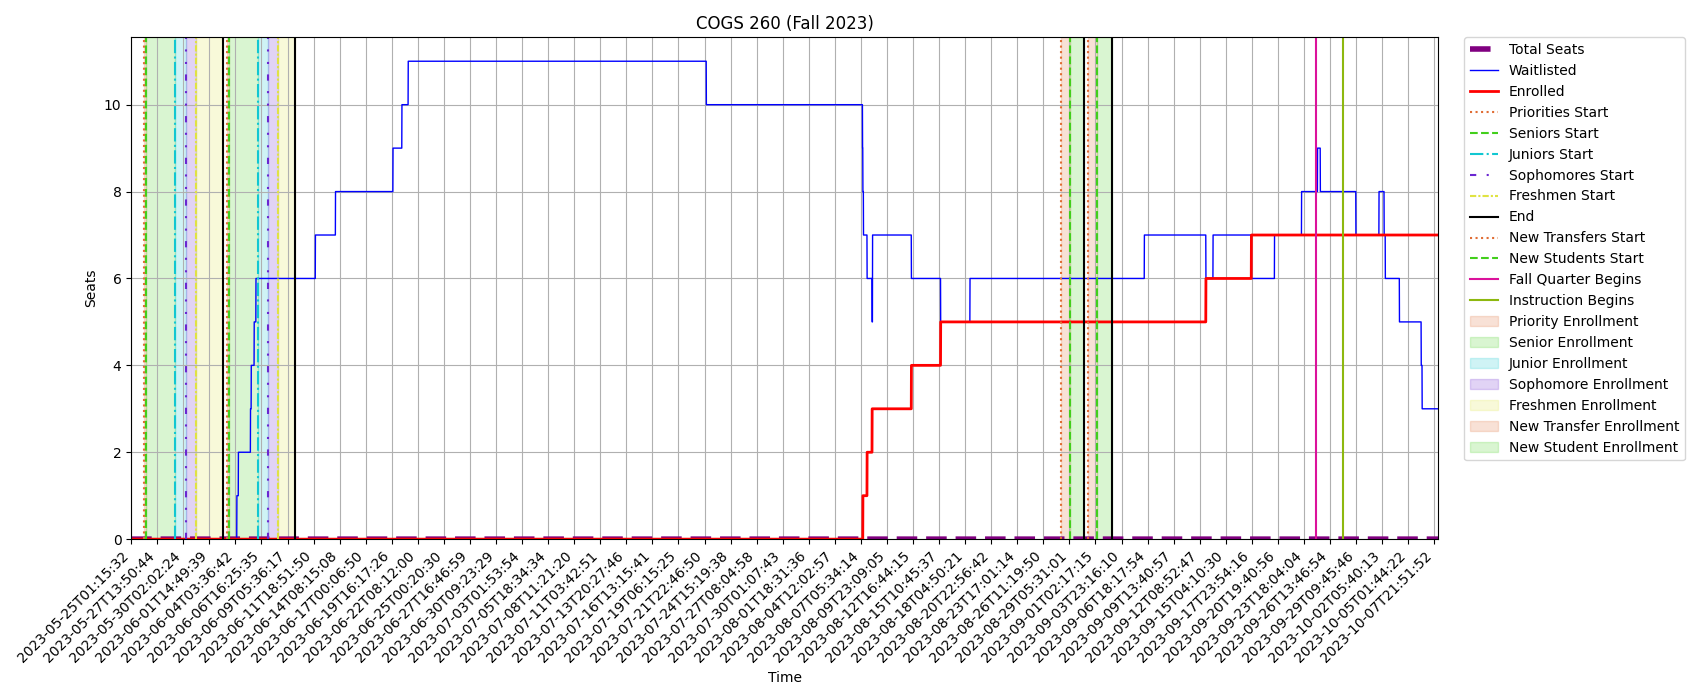 COGS 260 (Fall 2023)
Seats
10
8
6
4
2
0
2023-05-25T01:15:32
2023-05-27T13:50:44
2023-05-30T02:02:24
2023-06-01T14:49:39
2023-06-04T03:36:42
2023-06-06T16:25:35
2023-06-09T05:36:17
2023-06-11T18:51:50
2023-06-14T08:15:08
2023-06-17T00:06:50
2023-06-19T16:17:26
2023-06-22T08:12:00
2023-06-25T00:20:30
2023-06-27T16:46:59
2023-06-30T09:23:29
2023-07-03T01:53:54
2023-07-05T18:34:34
2023-07-08T11:21:20
2023-07-11T03:42:51
2023-07-13T20:27:46
2023-07-16T13:15:41
2023-07-19T06:15:25
2023-07-21T22:46:50
2023-07-24T15:19:38
2023-07-27T08:04:58
2023-07-30T01:07:43
2023-08-01T18:31:36
2023-08-04T12:02:57
2023-08-07T05:34:14
2023-08-09T23:09:05
2023-08-12T16:44:15
2023-08-15T10:45:37
2023-08-18T04:50:21
2023-08-20T22:56:42
2023-08-23T17:01:14
2023-08-26T11:19:50
2023-08-29T05:31:01
2023-09-01T02:17:15
2023-09-03T23:16:10
2023-09-06T18:17:54
2023-09-09T13:40:57
2023-09-12T08:52:47
2023-09-15T04:10:30
2023-09-17T23:54:16
2023-09-20T19:40:56
2023-09-23T18:04:04
2023-09-26T13:46:54
2023-09-29T09:45:46
2023-10-02T05:40:13
2023-10-05T01:44:22
2023-10-07T21:51:52
Time
Total Seats
Waitlisted
Enrolled
Priorities Start
Seniors Start
Juniors Start
Sophomores Start
Freshmen Start
End
New Transfers Start
New Students Start
Fall Quarter Begins
Instruction Begins
Priority Enrollment
Senior Enrollment
Junior Enrollment
Sophomore Enrollment
Freshmen Enrollment
New Transfer Enrollment
New Student Enrollment